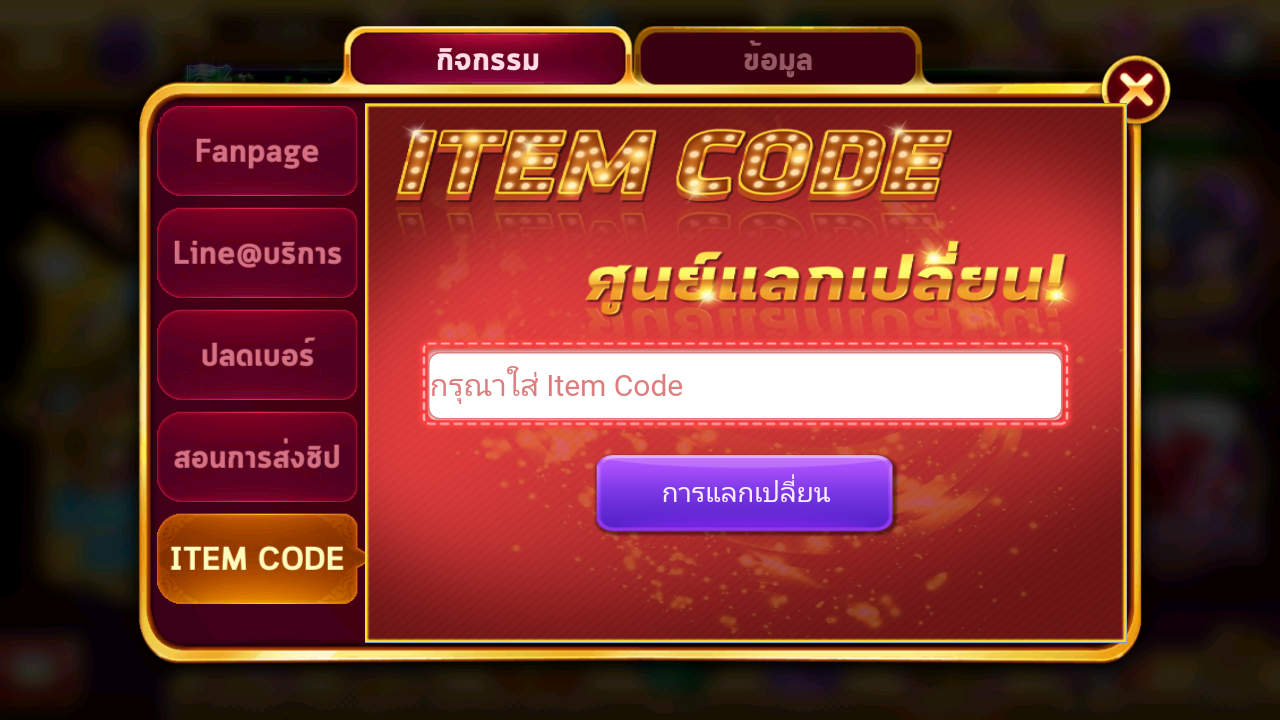 กิจกรรม
ข้อมูล
Fanpage
Line@บริการ
ปลดเบอร์
สอนการส่งชิป
ITEM CODE
ITEM CODE
ศูนย์แลกเปลี่ยน!
กรุณาใส่ Item Code
การแลกเปลี่ยน